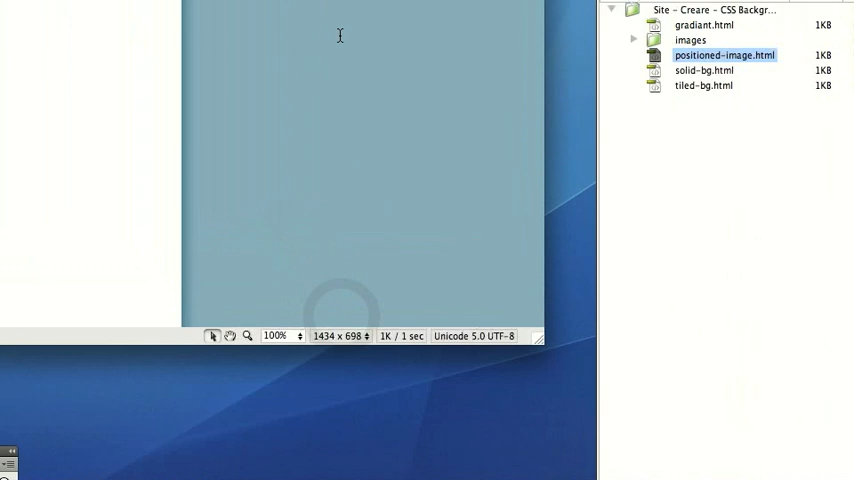 Site - Creare - CSS Backgr...
gradiant.html 1KB
images
positioned-image.html 1KB
solid-bg.html 1KB
tiled-bg.html 1KB
100% 1434 x 698 1K / 1 sec Unicode 5.0 UTF-8